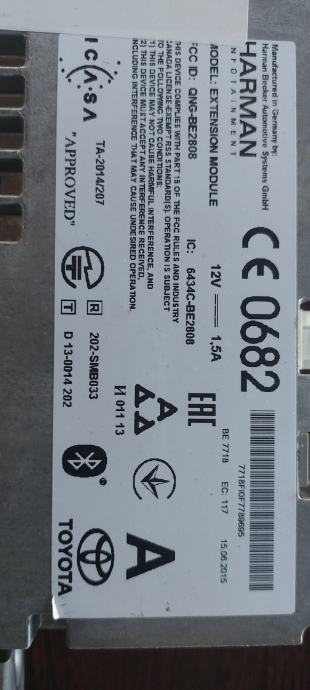 Manufactured in Germany by:
Harman Becker Automotive Systems GmbH
HARMAN
INFOTAINMENT
CE 0682
7718FI0F7789695
MODEL: EXTENSION MODULE
12V 1,5A
BE 7718 EC: 117 15.06.2015
FCC ID: QNG-BE2808 IC: 6434C-BE2808
EAC
THIS DEVICE COMPLIES WITH PART 15 OF THE FCC RULES AND INDUSTRY
CANADA LICENSE-EXEMPT RSS STANDARD(S). OPERATION IS SUBJECT
TO THE FOLLOWING TWO CONDITIONS:
1) THIS DEVICE MAY NOT CAUSE HARMFUL INTERFERENCE, AND
2) THIS DEVICE MUST ACCEPT ANY INTERFERENCE RECEIVED,
INCLUDING INTERFERENCE THAT MAY CAUSE UNDESIRED OPERATION.
A
И 011 13
ICASA
TA-2014/207
"APPROVED"
R 202-SMB033
T D 13-0014 202
TOYOTA